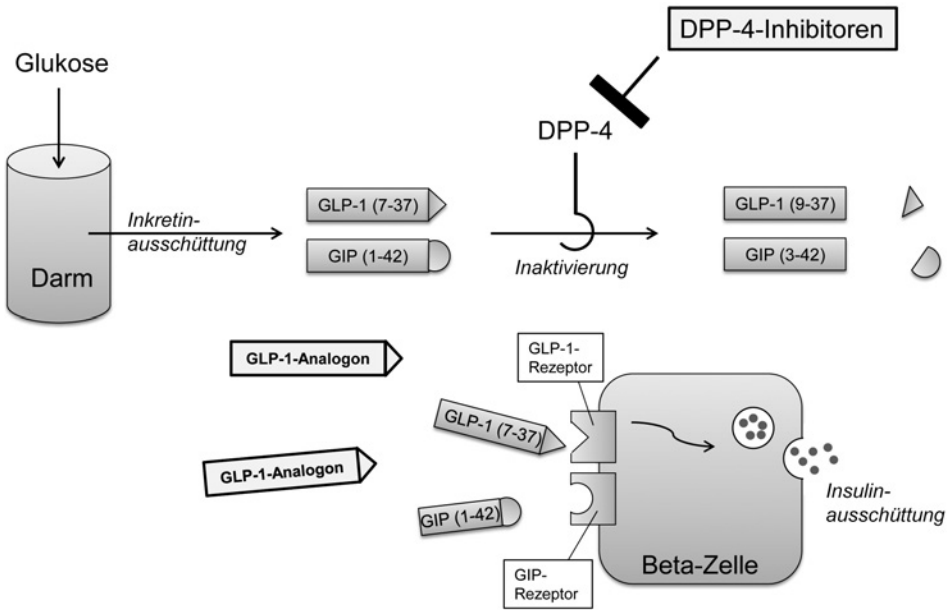 DPP-4-Inhibitoren
Glukose
DPP-4
GLP-1 (7-37)
GLP-1 (9-37)
Inkretin-
ausschüttung
GIP (1-42)
GIP (3-42)
Inaktivierung
Darm
GLP-1-
Rezeptor
GLP-1-Analogon
GLP-1 (7-37)
GLP-1-Analogon
GIP (1-42)
Insulin-
ausschüttung
Beta-Zelle
GIP-
Rezeptor